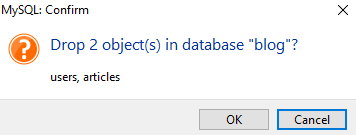 MySQL: Confirm
Drop 2 object(s) in database "blog"?
users, articles
OK Cancel